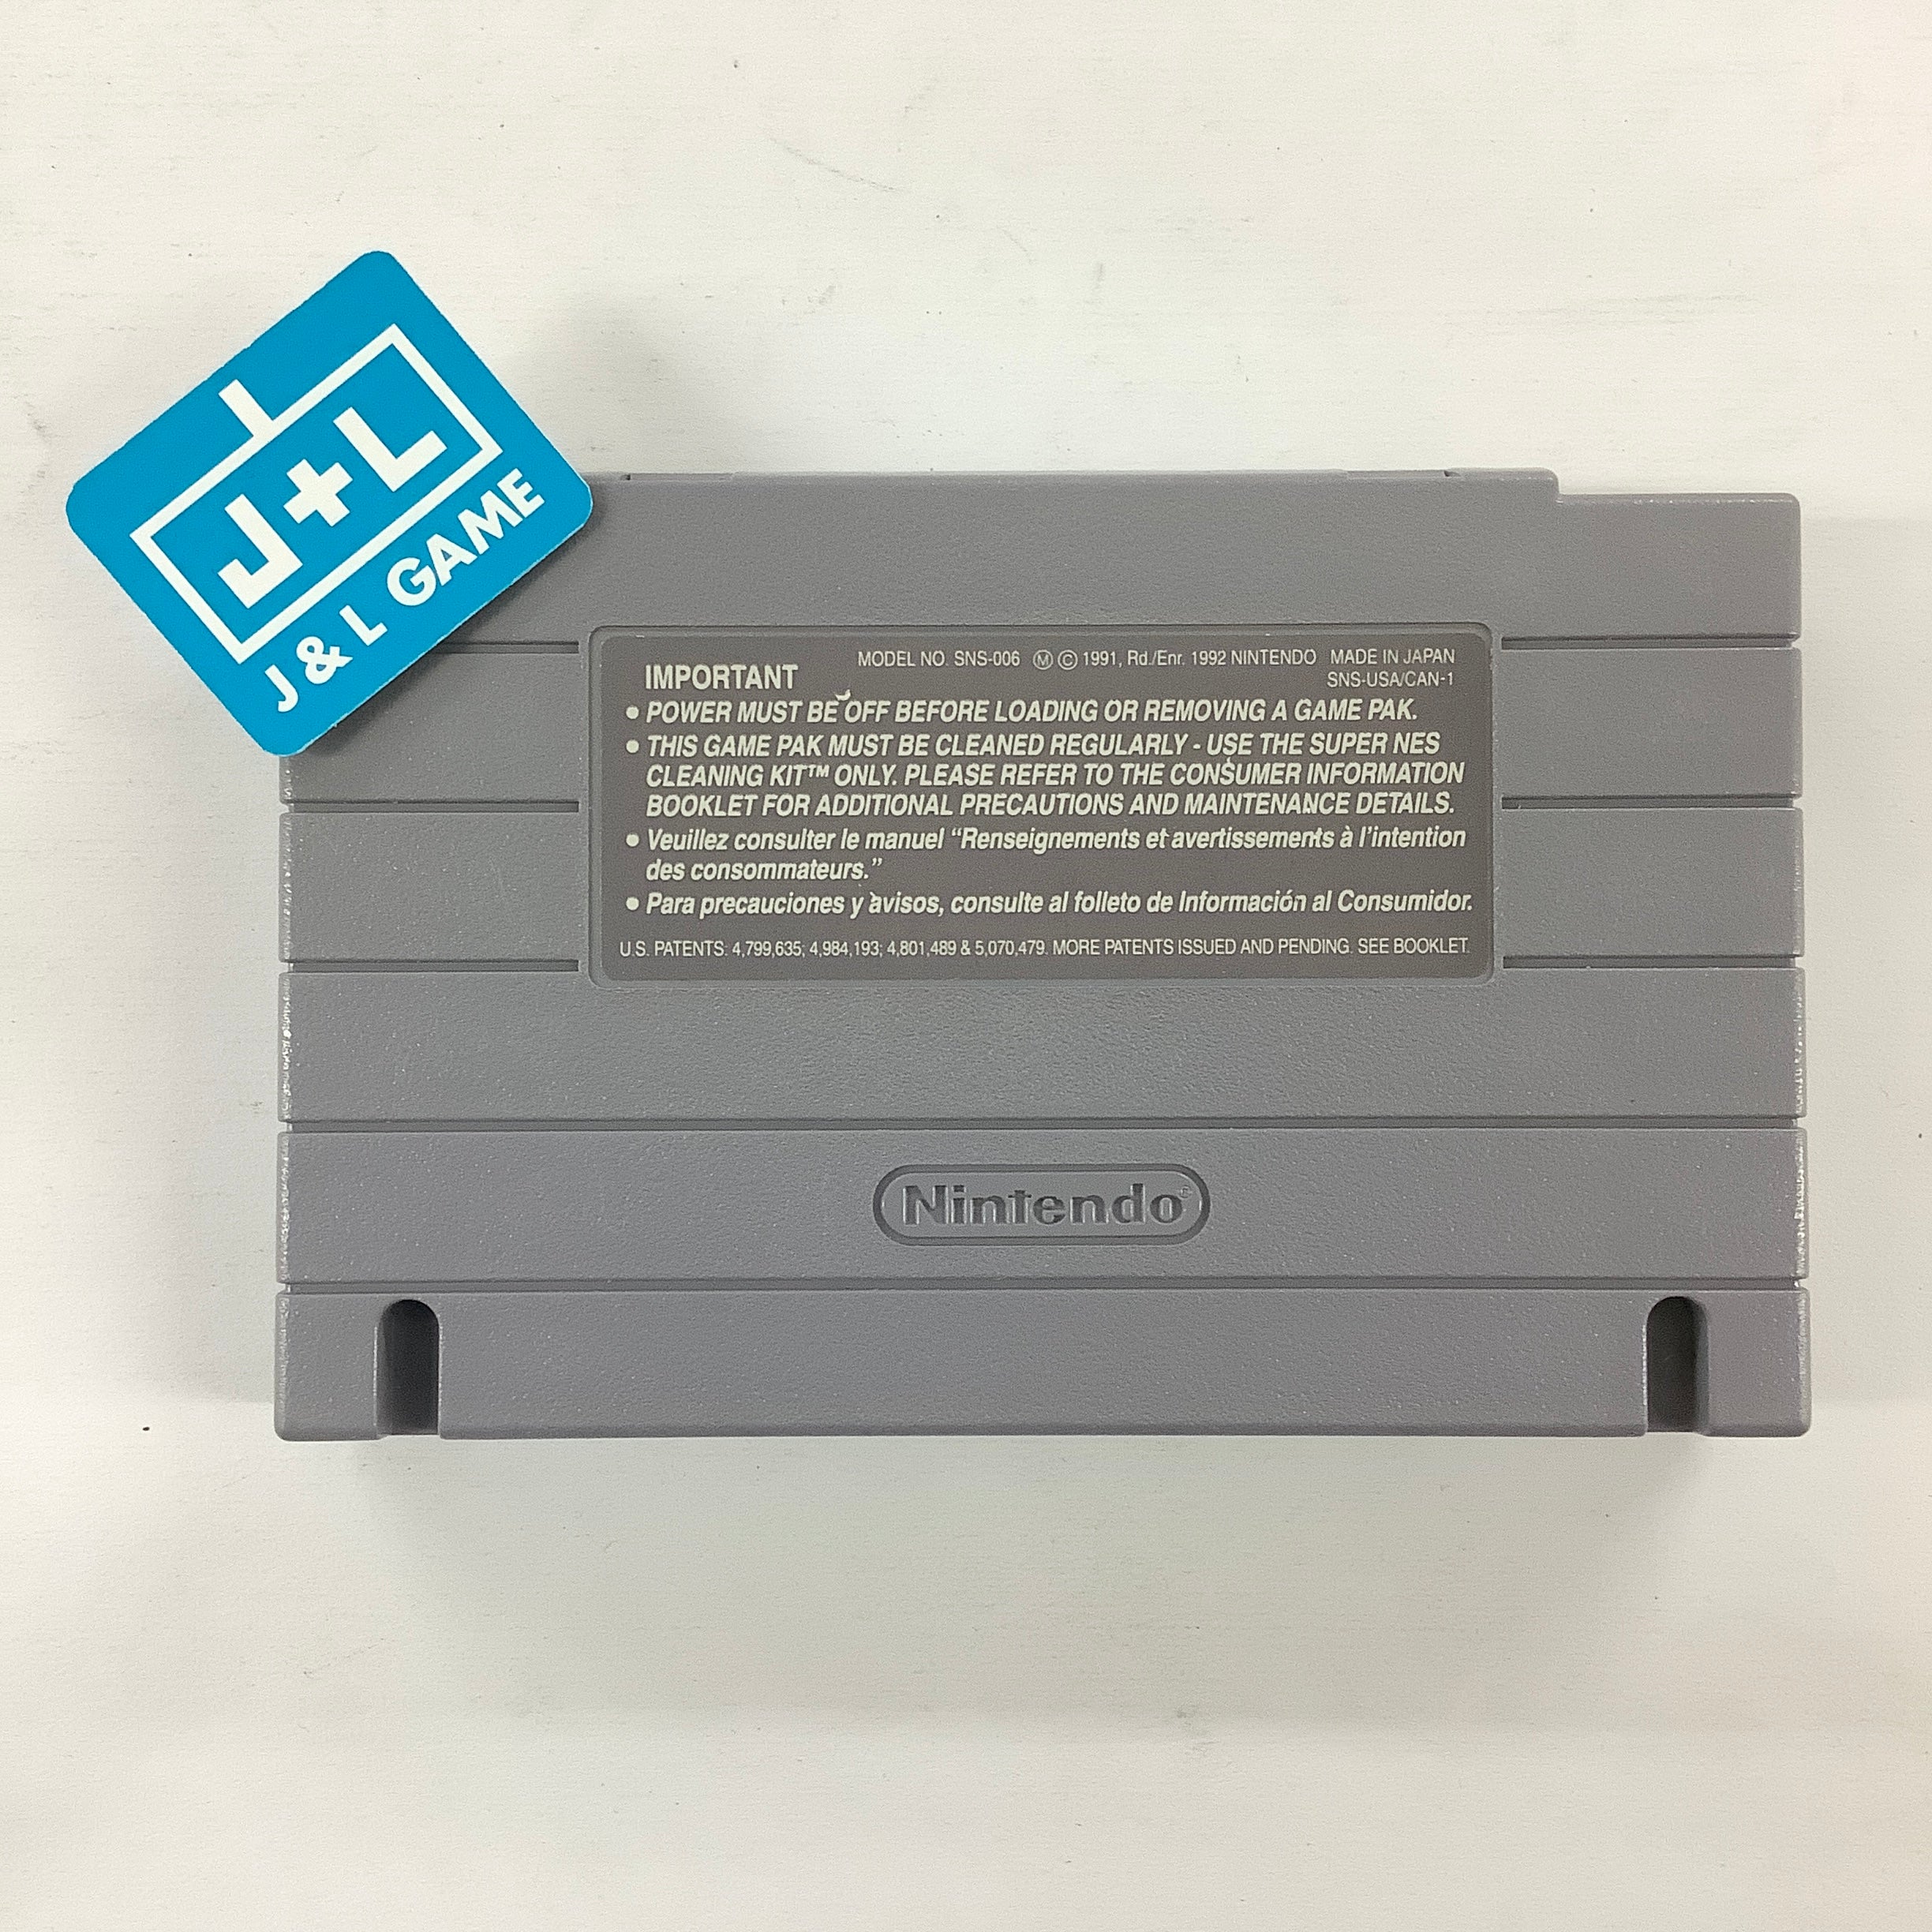 J+L
J & L GAME
MODEL NO. SNS-006 Ⓜ © 1991, Rd./Enr. 1992 NINTENDO MADE IN JAPAN
SNS-USA/CAN-1
IMPORTANT
• POWER MUST BE OFF BEFORE LOADING OR REMOVING A GAME PAK.
• THIS GAME PAK MUST BE CLEANED REGULARLY - USE THE SUPER NES
CLEANING KIT™ ONLY. PLEASE REFER TO THE CONSUMER INFORMATION
BOOKLET FOR ADDITIONAL PRECAUTIONS AND MAINTENANCE DETAILS.
• Veuillez consulter le manuel “Renseignements et avertissements à l’intention
des consommateurs.”
• Para precauciones y avisos, consulte al folleto de Información al Consumidor.
U.S. PATENTS: 4,799,635; 4,984,193; 4,801,489 & 5,070,479. MORE PATENTS ISSUED AND PENDING. SEE BOOKLET.
Nintendo®